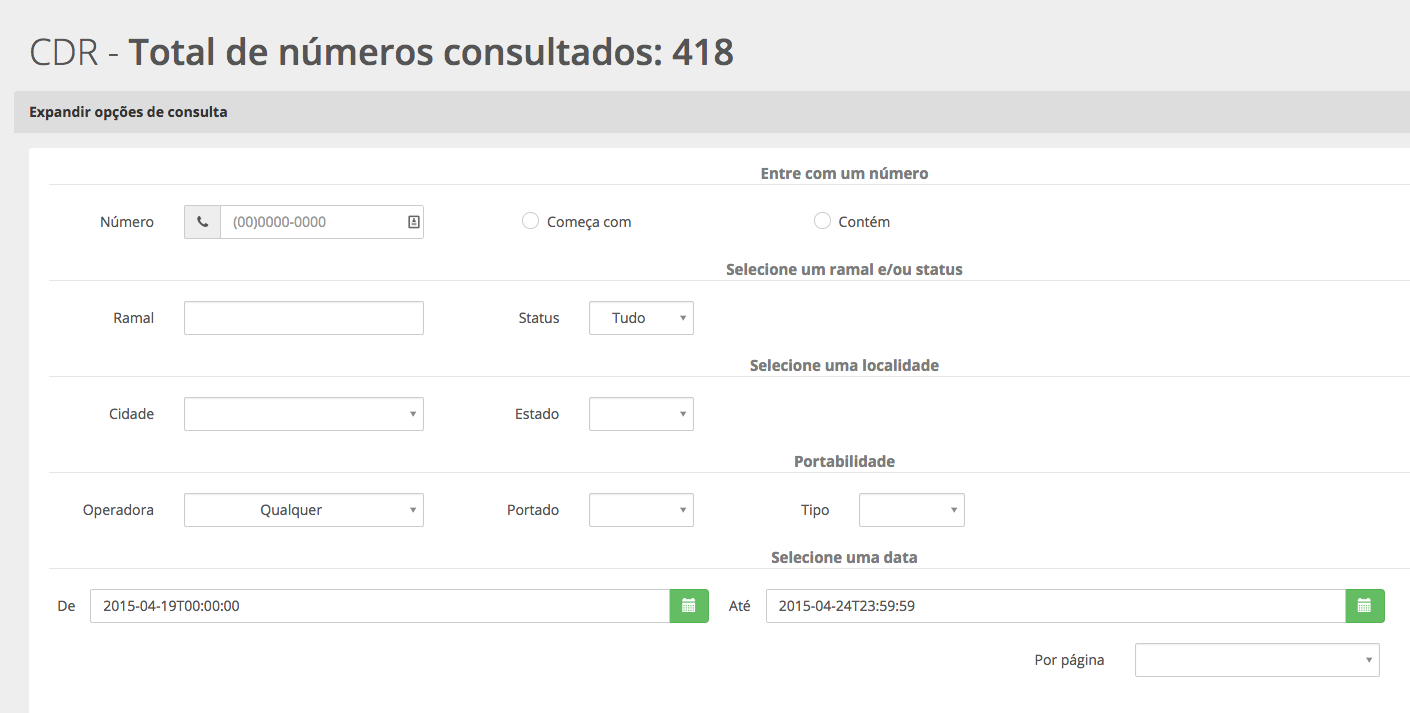 CDR - Total de números consultados: 418
Expandir opções de consulta
Entre com um número
Número (00)0000-0000 Começa com Contém
Selecione um ramal e/ou status
Ramal Status Tudo
Selecione uma localidade
Cidade Estado
Portabilidade
Operadora Qualquer Portado Tipo
Selecione uma data
De 2015-04-19T00:00:00 Até 2015-04-24T23:59:59
Por página